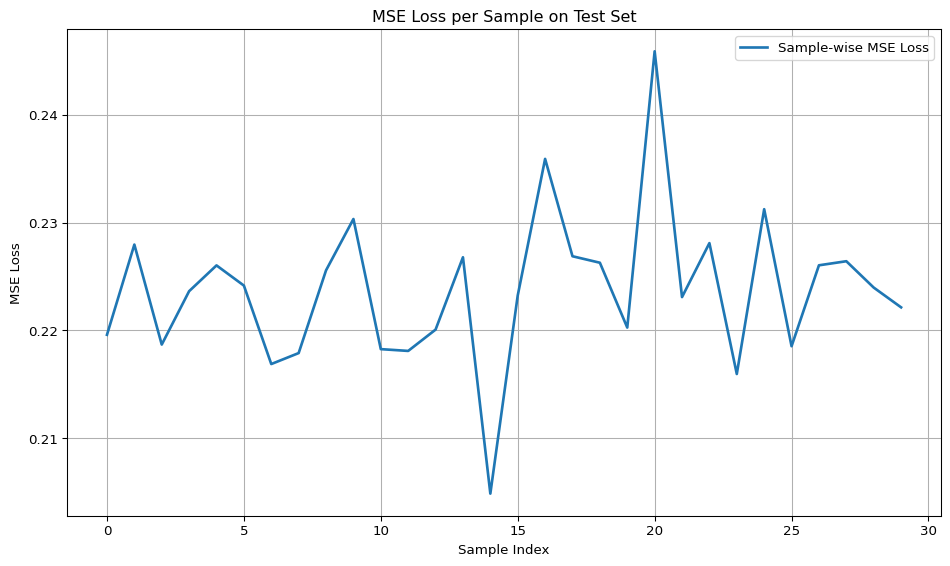 MSE Loss per Sample on Test Set
Sample-wise MSE Loss
MSE Loss
0.24
0.23
0.22
0.21
0 5 10 15 20 25 30
Sample Index